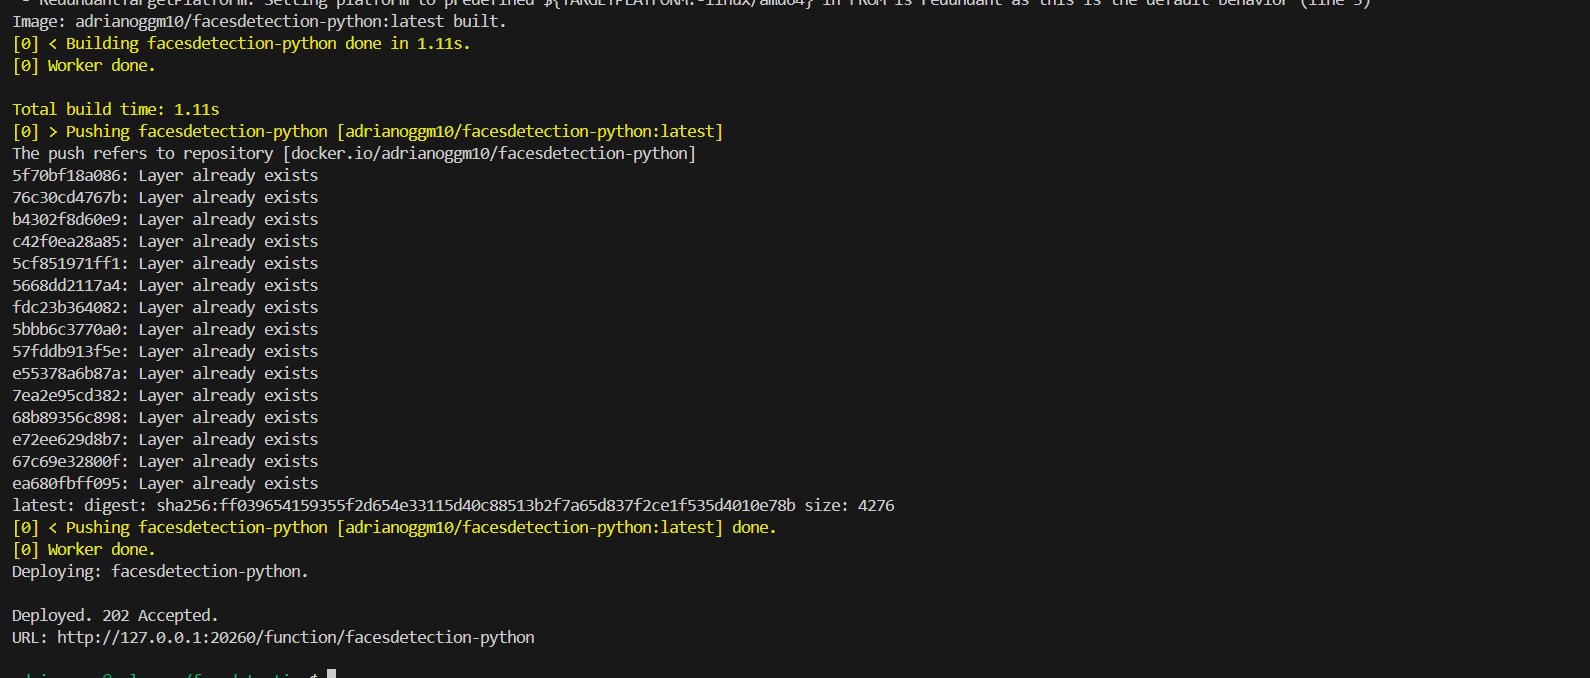 RedundantTargetPlatform: Setting platform to predefined ${TARGETPLATFORM:-linux/amd64} in FROM is redundant as this is the default behavior (line 3)
Image: adrianoggm10/facesdetection-python:latest built.
[0] < Building facesdetection-python done in 1.11s.
[0] Worker done.
Total build time: 1.11s
[0] > Pushing facesdetection-python [adrianoggm10/facesdetection-python:latest]
The push refers to repository [docker.io/adrianoggm10/facesdetection-python]
5f70bf18a086: Layer already exists
76c30cd4767b: Layer already exists
b4302f8d60e9: Layer already exists
c42f0ea28a85: Layer already exists
5cf851971ff1: Layer already exists
5668dd2117a4: Layer already exists
fdc23b364082: Layer already exists
5bbb6c3770a0: Layer already exists
57fddb913f5e: Layer already exists
e55378a6b87a: Layer already exists
7ea2e95cd382: Layer already exists
68b89356c898: Layer already exists
e72ee629d8b7: Layer already exists
67c69e32800f: Layer already exists
ea680fbff095: Layer already exists
latest: digest: sha256:ff039654159355f2d654e33115d40c88513b2f7a65d837f2ce1f535d4010e78b size: 4276
[0] < Pushing facesdetection-python [adrianoggm10/facesdetection-python:latest] done.
[0] Worker done.
Deploying: facesdetection-python.
Deployed. 202 Accepted.
URL: http://127.0.0.1:20260/function/facesdetection-python